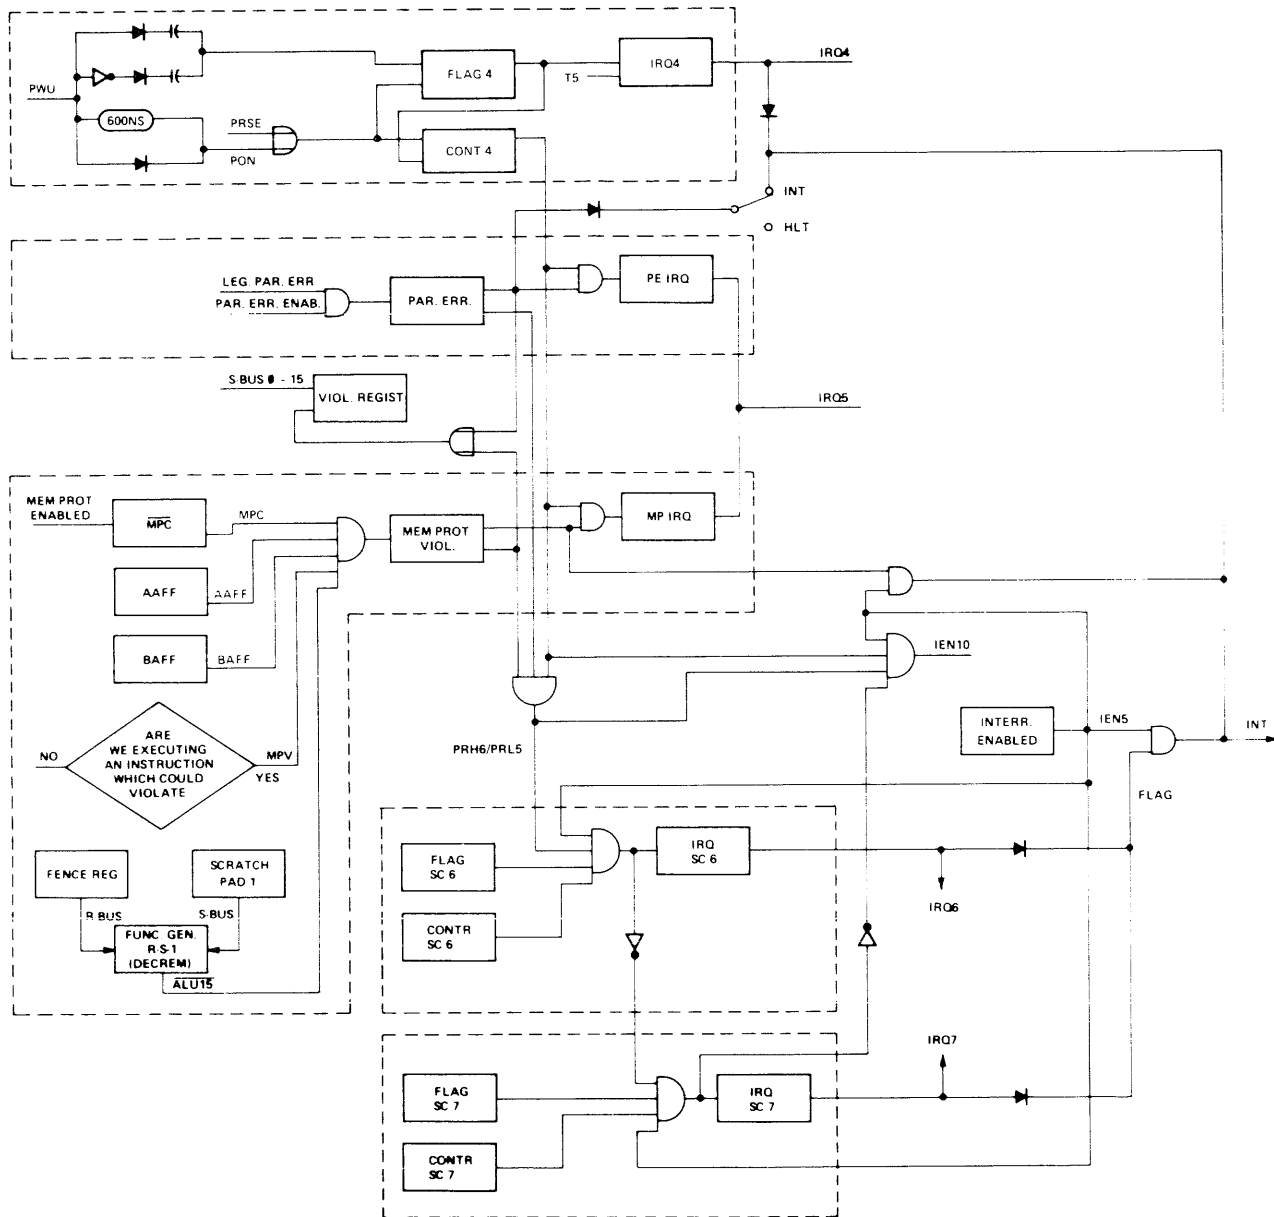 PWU
600NS
PRSE
PON
FLAG 4
CONT 4
T5
IRQ4
IRQ4
INT
HLT
LEG. PAR. ERR
PAR. ERR. ENAB.
PAR. ERR.
PE IRQ
S-BUS 0 - 15
VIOL. REGIST.
IRQ5
MEM PROT
ENABLED
MPC
MPC
AAFF
AAFF
BAFF
BAFF
MEM PROT
VIOL.
MP IRQ
IEN10
NO
ARE
WE EXECUTING
AN INSTRUCTION
WHICH COULD
VIOLATE
MPV
YES
PRH6/PRL5
INTERR.
ENABLED
IEN5
INT
FLAG
FENCE REG
SCRATCH
PAD 1
R-BUS
S-BUS
FUNC. GEN.
R-S-1
(DECREM)
ALU15
FLAG
SC 6
CONTR
SC 6
IRQ
SC 6
IRQ6
FLAG
SC 7
CONTR
SC 7
IRQ
SC 7
IRQ7